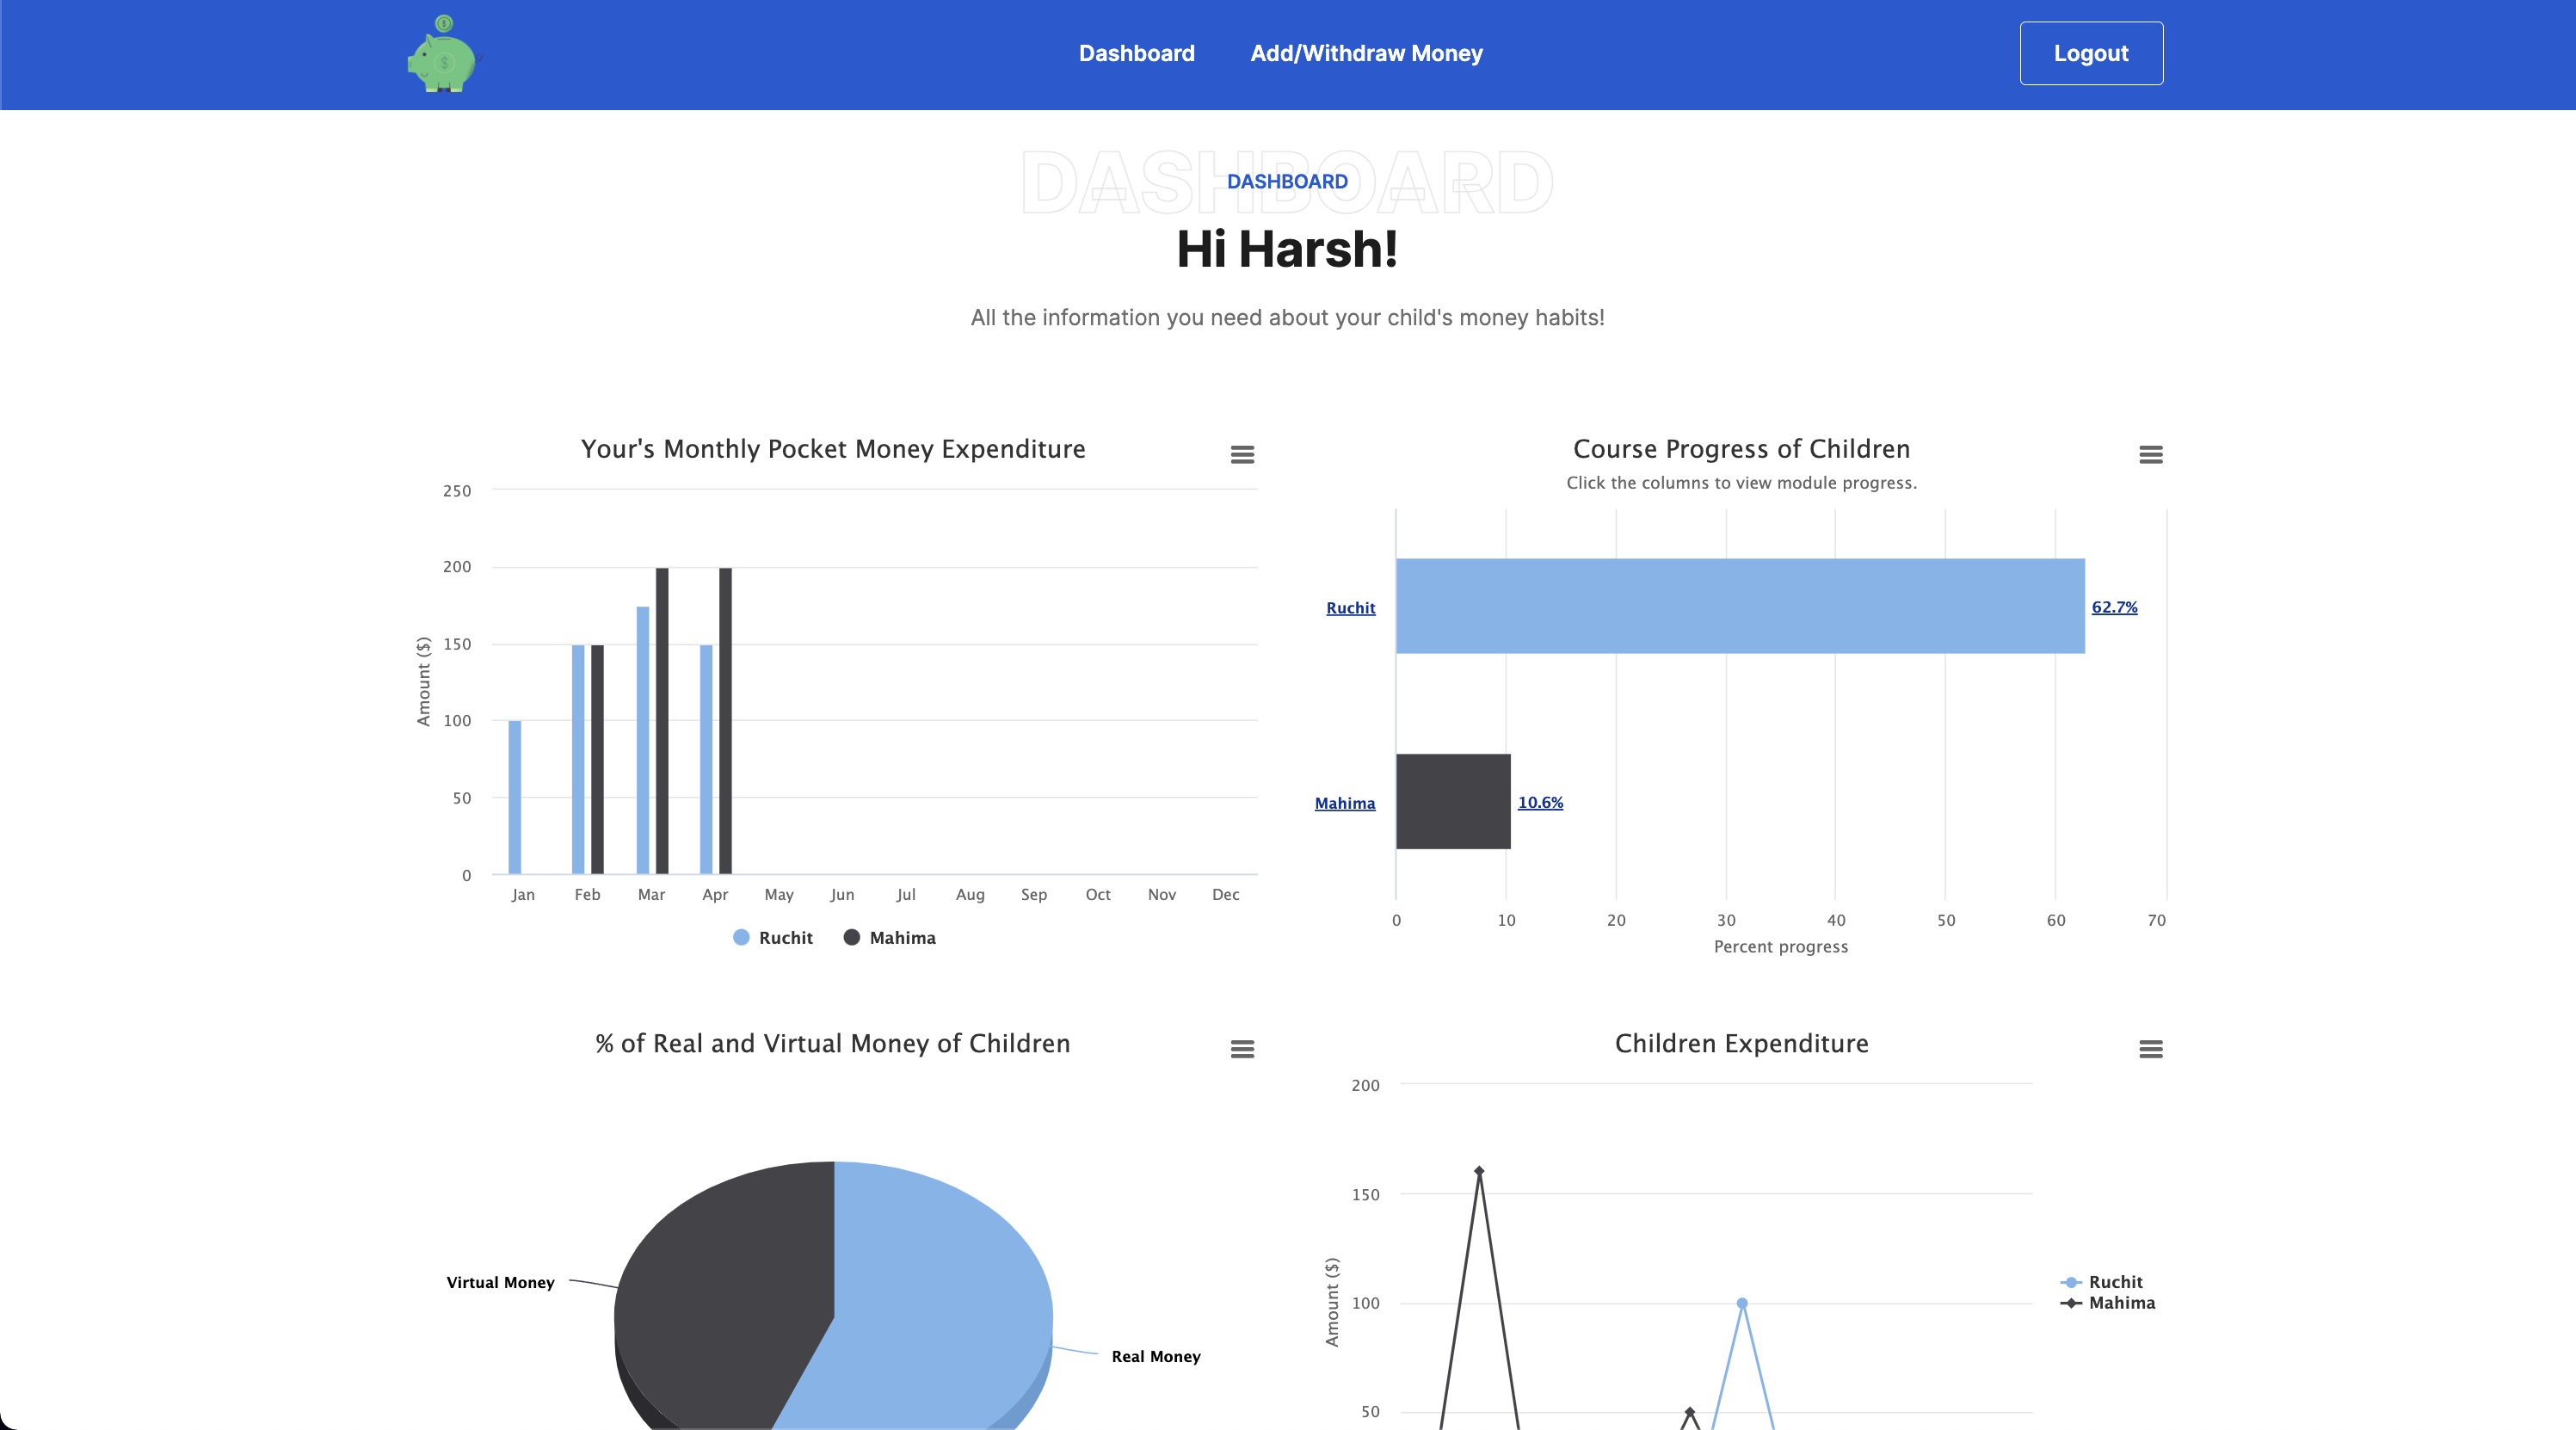 Dashboard
Add/Withdraw Money
Logout
DASHBOARD
DASHBOARD
Hi Harsh!
All the information you need about your child's money habits!
Your's Monthly Pocket Money Expenditure
250
200
150
100
50
0
Amount ($)
Jan Feb Mar Apr May Jun Jul Aug Sep Oct Nov Dec
Ruchit Mahima
Course Progress of Children
Click the columns to view module progress.
Ruchit 62.7%
Mahima 10.6%
0 10 20 30 40 50 60 70
Percent progress
% of Real and Virtual Money of Children
Virtual Money
Real Money
Children Expenditure
200
150
100
50
Amount ($)
Ruchit
Mahima
$
$